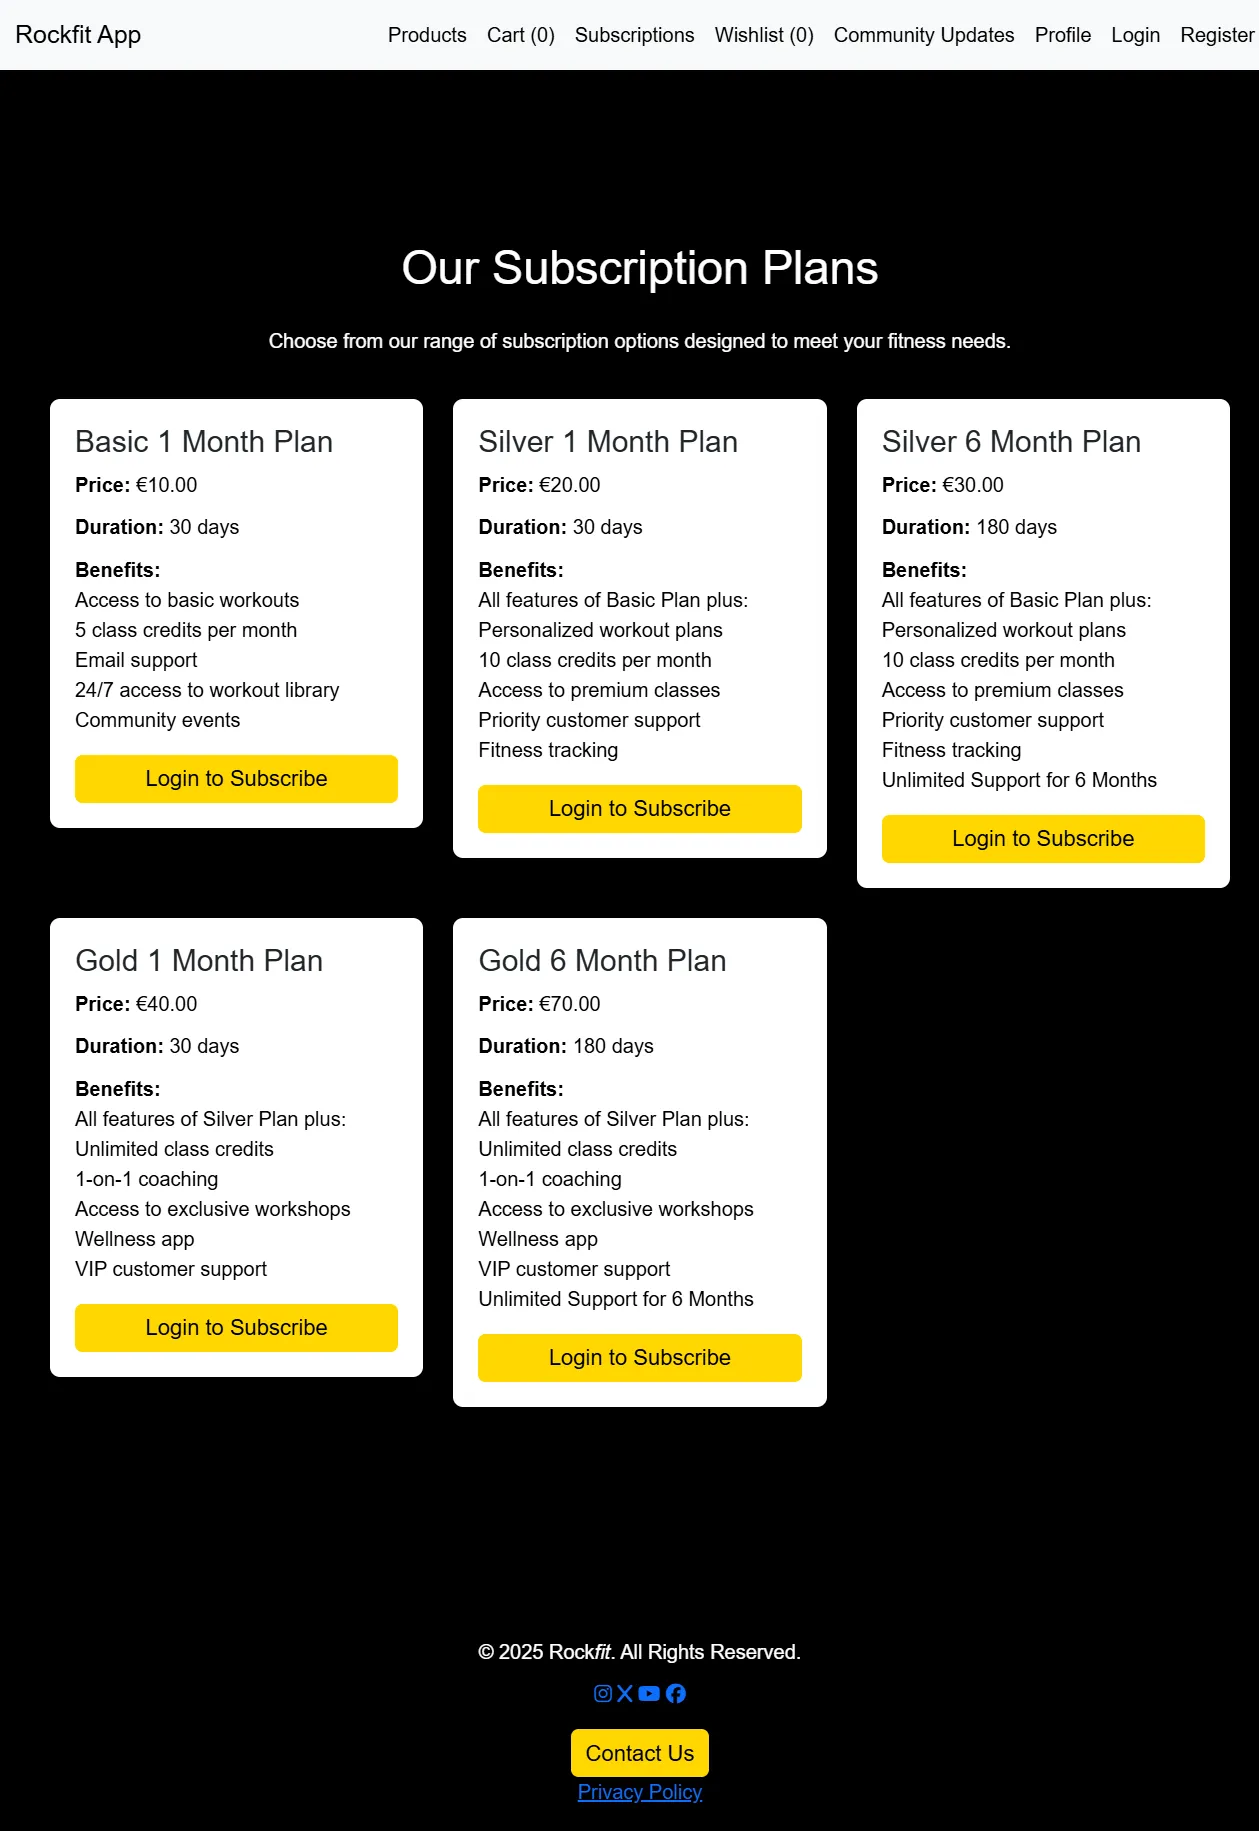 Rockfit App
Products Cart (0) Subscriptions Wishlist (0) Community Updates Profile Login Register
Our Subscription Plans
Choose from our range of subscription options designed to meet your fitness needs.
Basic 1 Month Plan
Price: €10.00
Duration: 30 days
Benefits:
Access to basic workouts
5 class credits per month
Email support
24/7 access to workout library
Community events
Login to Subscribe
Silver 1 Month Plan
Price: €20.00
Duration: 30 days
Benefits:
All features of Basic Plan plus:
Personalized workout plans
10 class credits per month
Access to premium classes
Priority customer support
Fitness tracking
Login to Subscribe
Silver 6 Month Plan
Price: €30.00
Duration: 180 days
Benefits:
All features of Basic Plan plus:
Personalized workout plans
10 class credits per month
Access to premium classes
Priority customer support
Fitness tracking
Unlimited Support for 6 Months
Login to Subscribe
Gold 1 Month Plan
Price: €40.00
Duration: 30 days
Benefits:
All features of Silver Plan plus:
Unlimited class credits
1-on-1 coaching
Access to exclusive workshops
Wellness app
VIP customer support
Login to Subscribe
Gold 6 Month Plan
Price: €70.00
Duration: 180 days
Benefits:
All features of Silver Plan plus:
Unlimited class credits
1-on-1 coaching
Access to exclusive workshops
Wellness app
VIP customer support
Unlimited Support for 6 Months
Login to Subscribe
© 2025 Rockfit. All Rights Reserved.
Contact Us
Privacy Policy